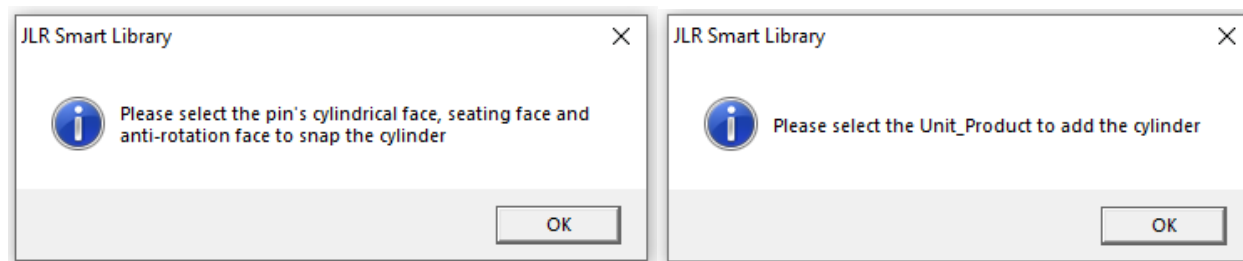 JLR Smart Library
Please select the pin's cylindrical face, seating face and
anti-rotation face to snap the cylinder
OK
JLR Smart Library
Please select the Unit_Product to add the cylinder
OK